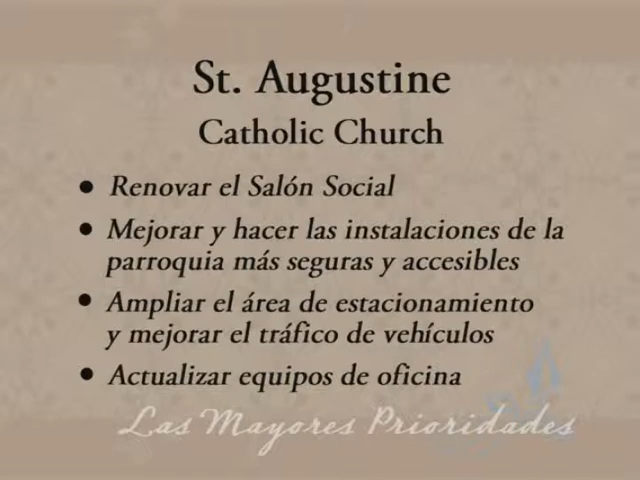 St. Augustine
Catholic Church
• Renovar el Salón Social
• Mejorar y hacer las instalaciones de la
parroquia más seguras y accesibles
• Ampliar el área de estacionamiento
y mejorar el tráfico de vehículos
• Actualizar equipos de oficina
Las Mayores Prioridades